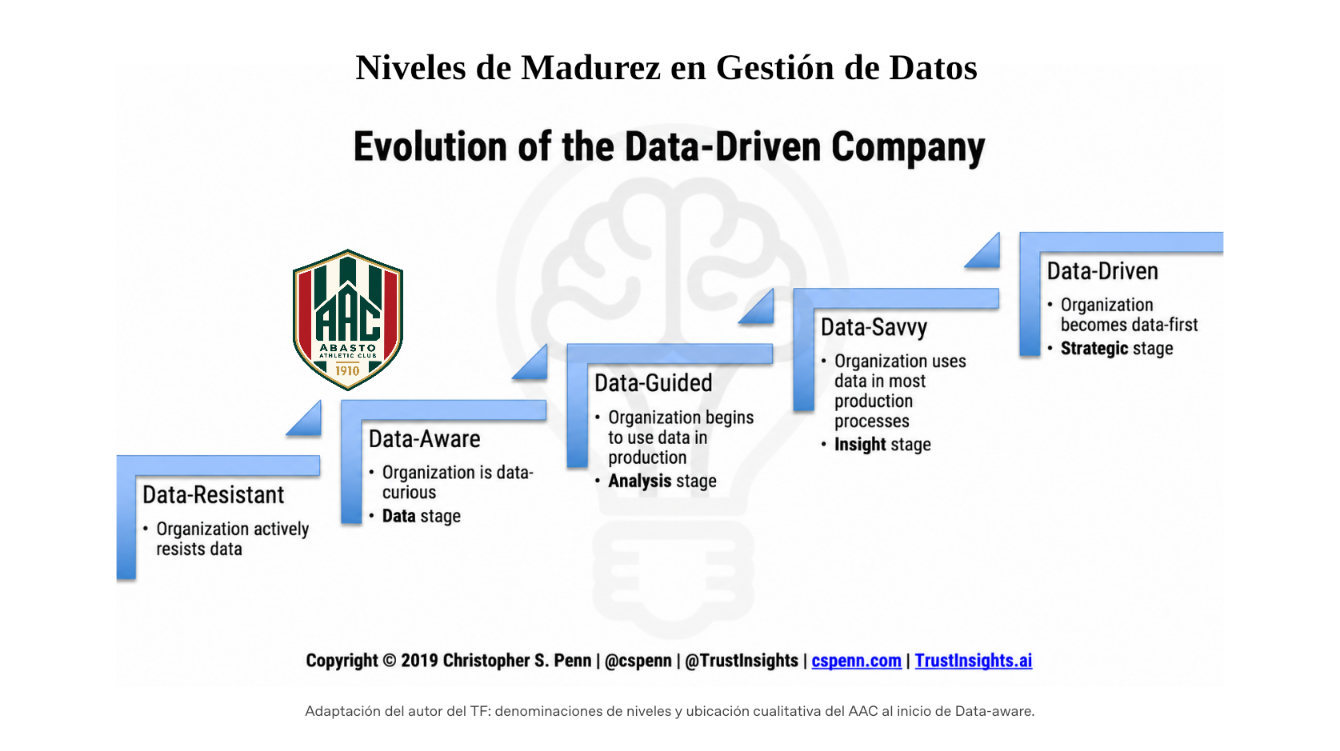 Niveles de Madurez en Gestión de Datos
Evolution of the Data-Driven Company
AAC
ABASTO
ATHLETIC CLUB
1910
Data-Resistant
• Organization actively
resists data
Data-Aware
• Organization is data-
curious
• Data stage
Data-Guided
• Organization begins
to use data in
production
• Analysis stage
Data-Savvy
• Organization uses
data in most
production
processes
• Insight stage
Data-Driven
• Organization
becomes data-first
• Strategic stage
Copyright © 2019 Christopher S. Penn | @cspenn | @TrustInsights | cspenn.com | TrustInsights.ai
Adaptación del autor del TF: denominaciones de niveles y ubicación cualitativa del AAC al inicio de Data-aware.